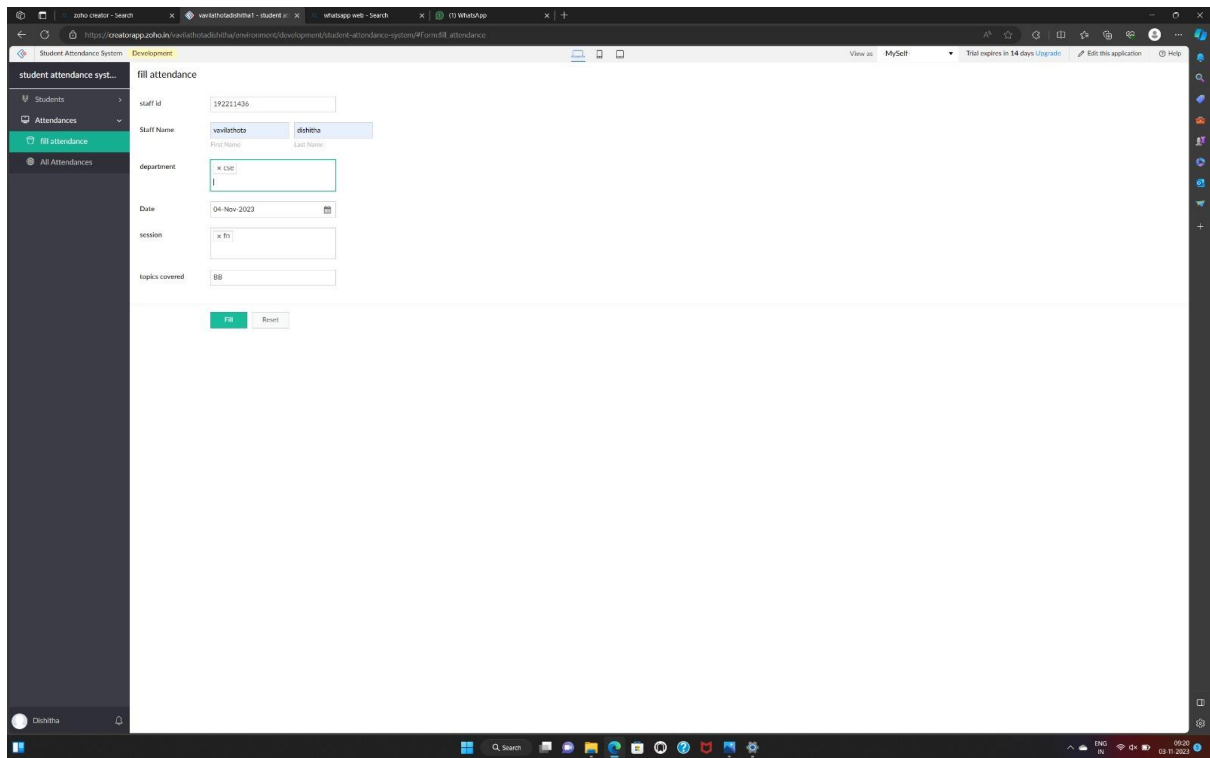 zoho creator - Search
vavilathotadishitha1 - student at
whatsapp web - Search
(1) WhatsApp
https://creatorapp.zoho.in/vavilathotadishitha/environment/development/student-attendance-system/#Form:fill_attendance
Student Attendance System Development
View as MySelf
Trial expires in 14 days Upgrade
Edit this application
Help
student attendance syst...
Students
Attendances
fill attendance
All Attendances
Dishitha
fill attendance
staff id 192211436
Staff Name vavilathota dishitha
First Name Last Name
department × cse
Date 04-Nov-2023
session × fn
topics covered BB
Fill Reset
Search
ENG
IN
09:20
03-11-2023